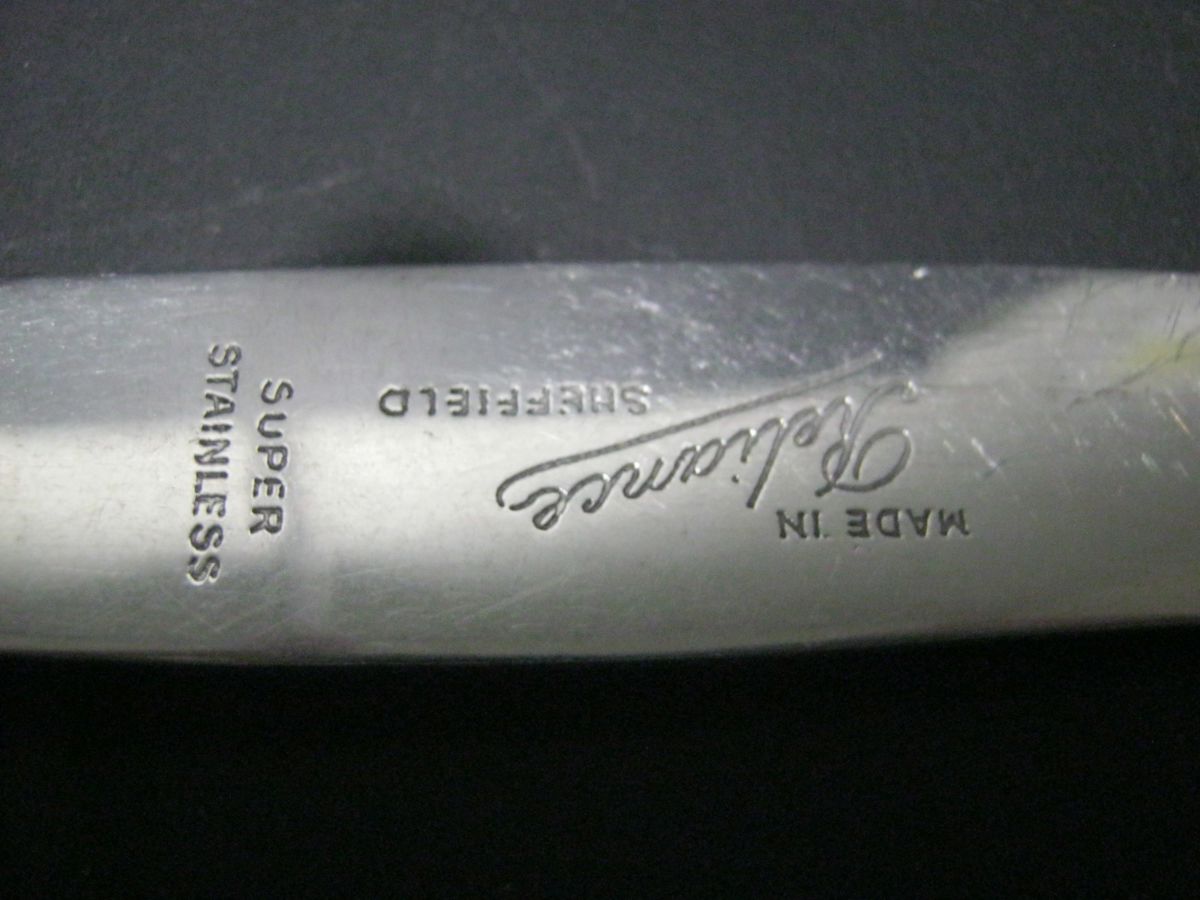 MADE IN
Reliance
SHEFFIELD
SUPER
STAINLESS